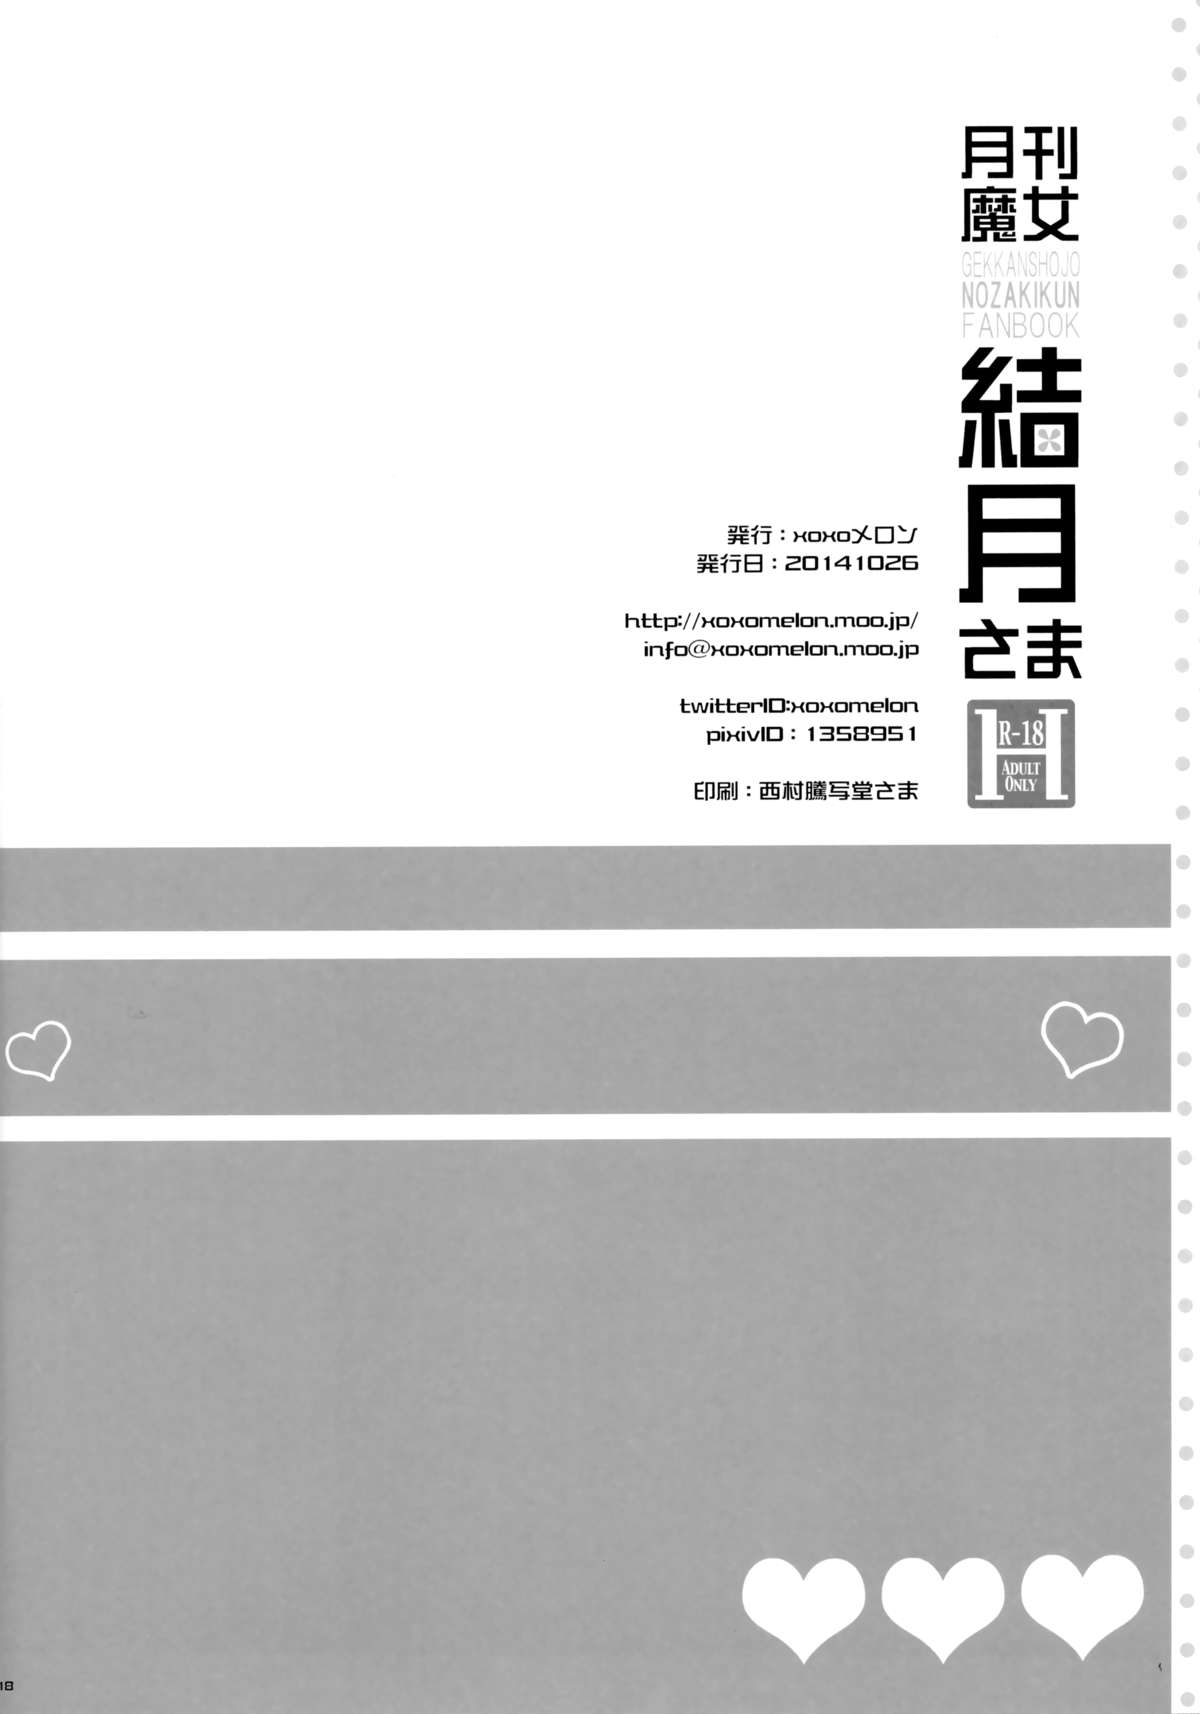 月刊
魔女
GEKKANSHOJO
NOZAKIKUN
FANBOOK
結月さま
R-18
ADULT
ONLY
発行：xoxoメロン
発行日：20141026
http://xoxomelon.moo.jp/
info@xoxomelon.moo.jp
twitterID:xoxomelon
pixivID：1358951
印刷：西村謄写堂さま
18